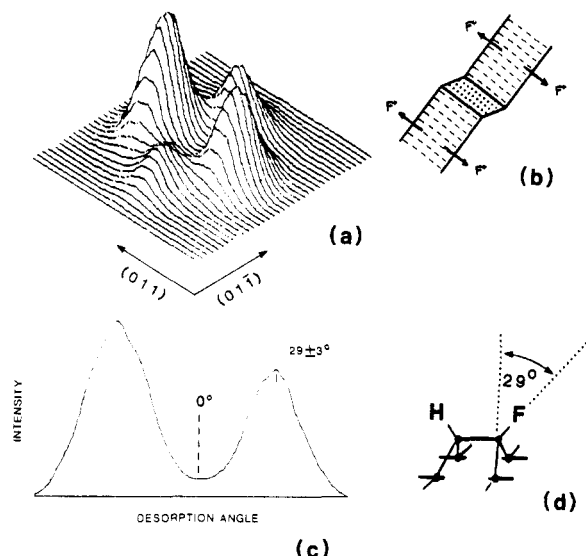 (a)
(011)
(011̄)
F⁺
F⁺
F⁺
F⁺
(b)
INTENSITY
0°
29±3°
DESORPTION ANGLE
(c)
29°
H
F
(d)